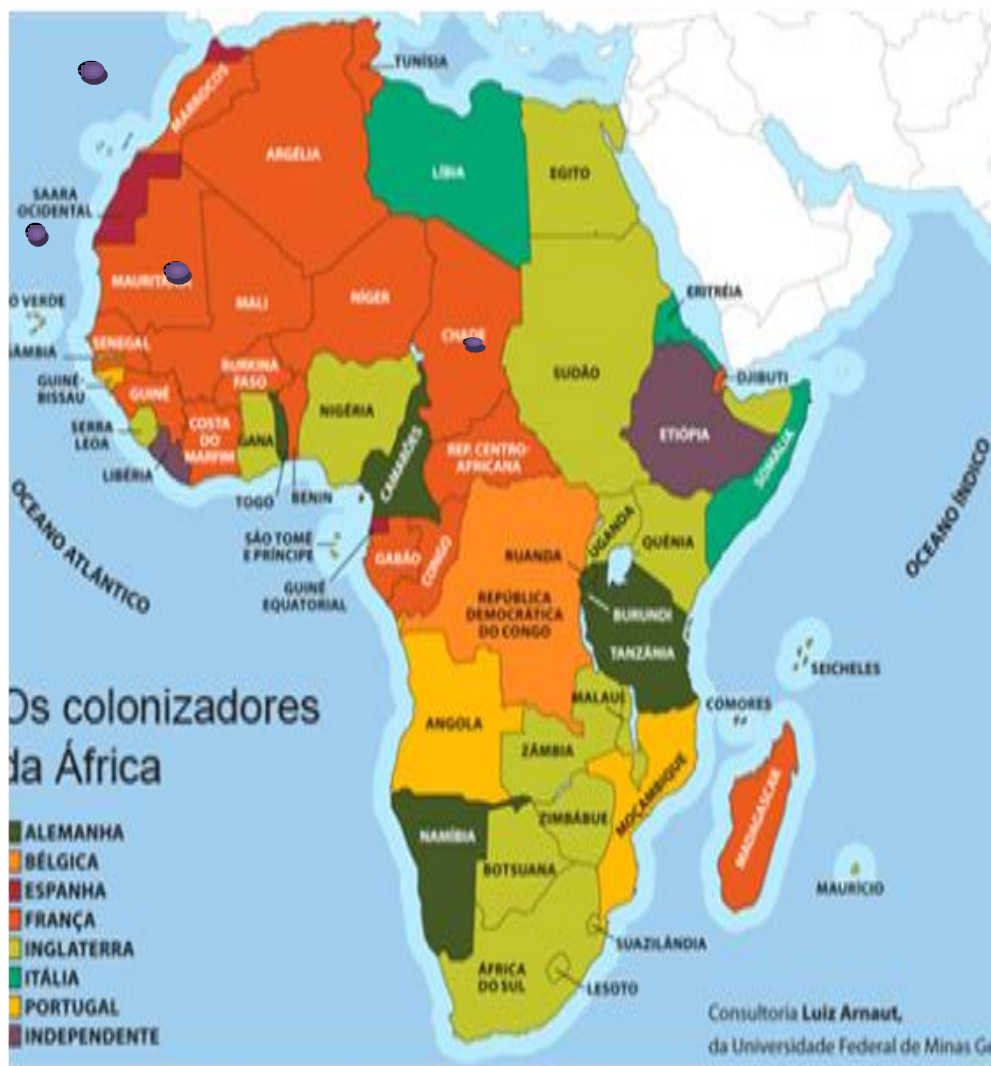 TUNÍSIA
MARROCOS
ARGÉLIA
LÍBIA
EGITO
SAARA
OCIDENTAL
ERITRÉIA
O VERDE
MALI
NÍGER
CHADE
SENEGAL
ÂMBIA
GUINÉ-
BISSAU
GUINÉ
BURKINA
FASO
SUDÃO
DJIBUTI
NIGÉRIA
SERRA
LEOA
COSTA
DO
MARFIM
GANA
CAMARÕES
REP. CENTRO-
AFRICANA
ETIÓPIA
SOMÁLIA
LIBÉRIA
TOGO
BENIN
OCEANO ATLÂNTICO
OCEANO ÍNDICO
SÃO TOMÉ
E PRÍNCIPE
GUINÉ
EQUATORIAL
GABÃO
CONGO
UGANDA
QUÊNIA
RUANDA
REPÚBLICA
DEMOCRÁTICA
DO CONGO
BURUNDI
TANZÂNIA
SEICHELES
Os colonizadores
da África
ANGOLA
MALAUÍ
COMORES
ZÂMBIA
MOÇAMBIQUE
MADAGASCAR
NAMÍBIA
ZIMBÁBUE
BOTSUANA
MAURÍCIO
SUAZILÂNDIA
ÁFRICA
DO SUL
LESOTO
ALEMANHA
BÉLGICA
ESPANHA
FRANÇA
INGLATERRA
ITÁLIA
PORTUGAL
INDEPENDENTE
Consultoria Luiz Arnaut,
da Universidade Federal de Minas Ge